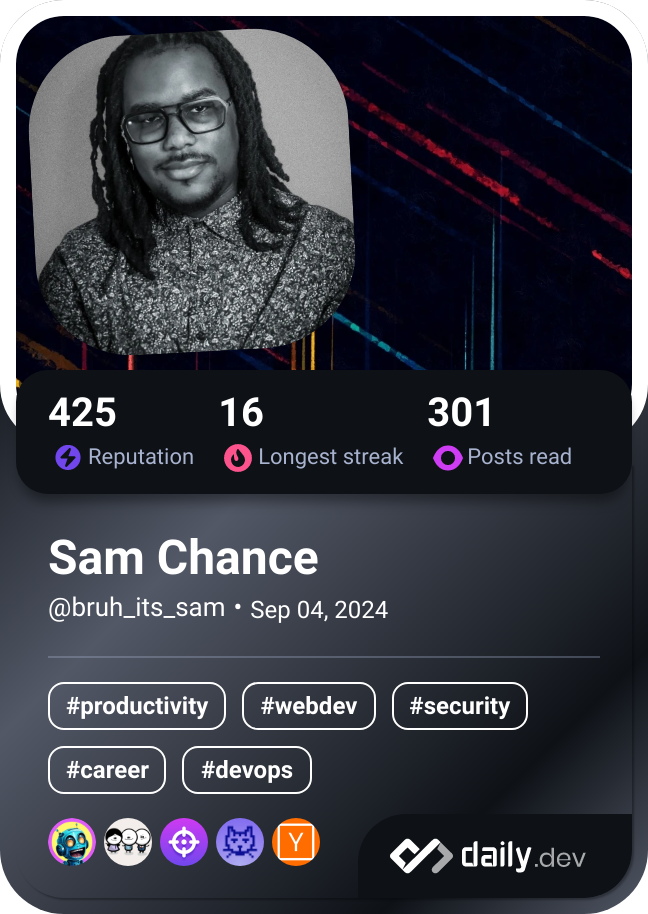 425 16 301
Reputation Longest streak Posts read
Sam Chance
@bruh_its_sam • Sep 04, 2024
#productivity #webdev #security
#career #devops
Y
daily.dev